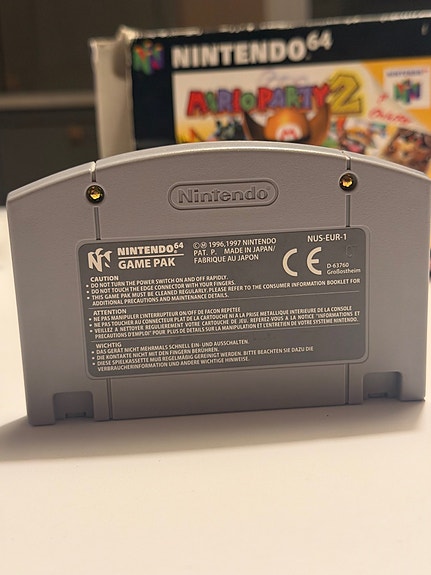 NINTENDO 64
MARIO PARTY 2
Nintendo
NINTENDO 64
GAME PAK
©Ⓜ 1996,1997 NINTENDO
PAT. P. MADE IN JAPAN/
FABRIQUE AU JAPON
NUS-EUR-1
CE
D-63760
Großostheim
CAUTION
• DO NOT TURN THE POWER SWITCH ON AND OFF RAPIDLY.
• DO NOT TOUCH THE EDGE CONNECTOR WITH YOUR FINGERS.
• THIS GAME PAK MUST BE CLEANED REGULARLY. PLEASE REFER TO THE CONSUMER INFORMATION BOOKLET FOR
ADDITIONAL PRECAUTIONS AND MAINTENANCE DETAILS.
ATTENTION
• NE PAS MANIPULER L'INTERRUPTEUR ON/OFF DE FACON REPETEE
• NE PAS TOUCHER AU CONNECTEUR PLAT DE LA CARTOUCHE NI A LA PRISE METALLIQUE INTERIEURE DE LA CONSOLE
• VEILLEZ A NETTOYER REGULIEREMENT VOTRE CARTOUCHE DE JEU. REFEREZ-VOUS A LA NOTICE "INFORMATIONS ET
PRECAUTIONS D'EMPLOI" POUR PLUS DE DETAILS SUR LA MANIPULATION ET L'ENTRETIEN DE VOTRE SYSTEME NINTENDO.
WICHTIG
• DAS GERÄT NICHT MEHRMALS SCHNELL EIN- UND AUSSCHALTEN.
• DIE KONTAKTE NICHT MIT DEN FINGERN BERÜHREN.
• DIESE SPIELKASSETTE MUß REGELMÄßIG GEREINIGT WERDEN. BITTE BEACHTEN SIE DAZU DIE
VERBRAUCHERINFORMATION UND ANDERE WICHTIGE HINWEISE.